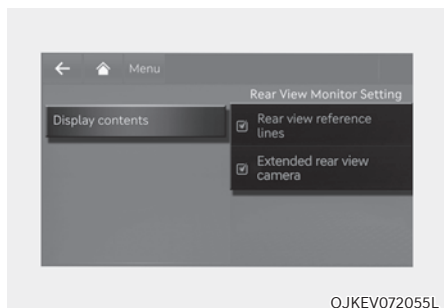 Menu
Rear View Monitor Setting
Display contents
Rear view reference
lines
Extended rear view
camera
OJKEV072055L